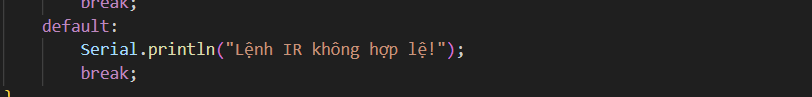 break;
default:
Serial.println("Lệnh IR không hợp lệ!");
break;
}